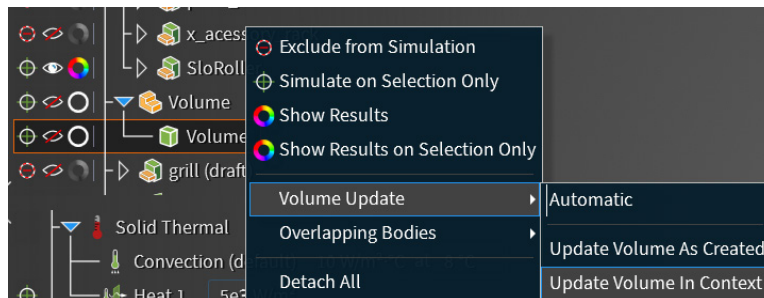 x_acess
Exclude from Simulation
SloRoll
Simulate on Selection Only
Volume
Show Results
Volume
Show Results on Selection Only
grill (draft
Volume Update
Automatic
Solid Thermal
Overlapping Bodies
Update Volume As Created
Convection (d
Detach All
Update Volume In Context
Heat 1
5e3